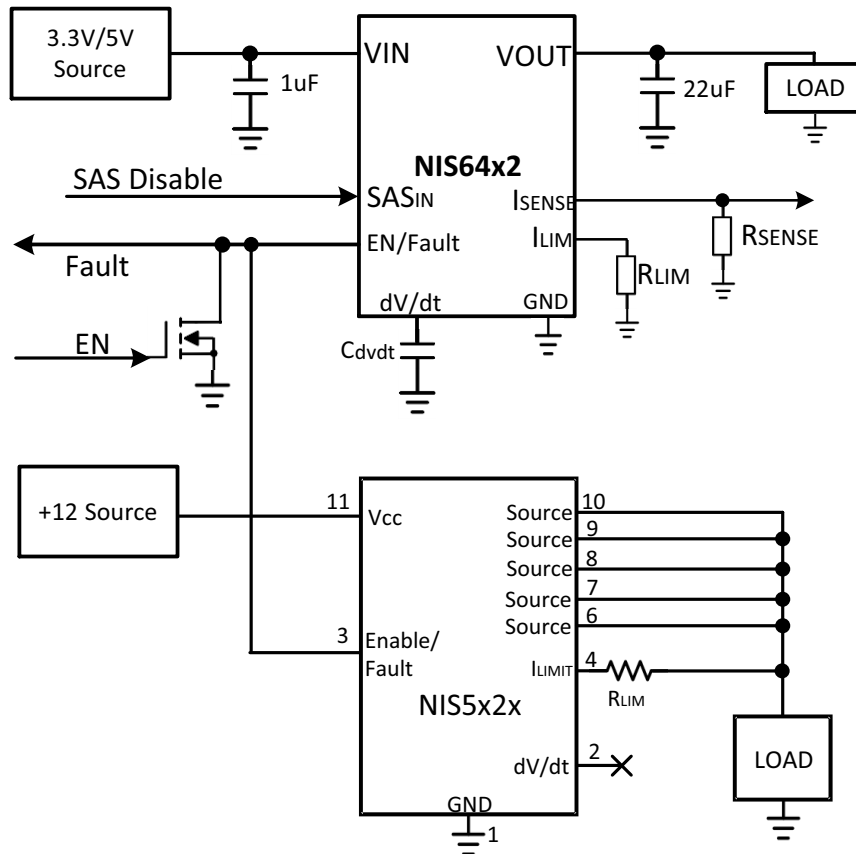 3.3V/5V
Source
VIN
VOUT
1uF
22uF
LOAD
NIS64x2
SAS Disable
SASIN
ISENSE
RSENSE
EN/Fault
ILIM
Fault
RLIM
dV/dt
GND
EN
Cdvdt
+12 Source
11
Vcc
Source
10
Source
9
Source
8
Source
7
Source
6
3
Enable/
Fault
ILIMIT
4
RLIM
NIS5x2x
dV/dt
2
LOAD
GND
1